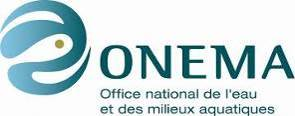 ONEMA
Office national de l'eau
et des milieux aquatiques